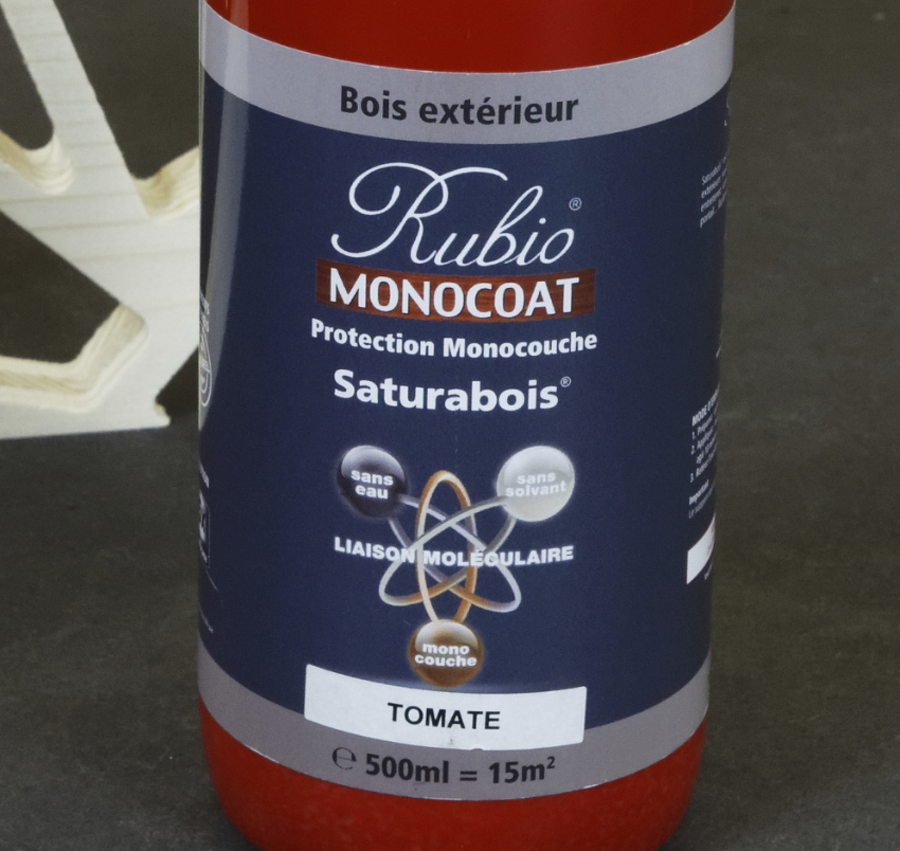 Bois extérieur
Rubio®
MONOCOAT
Protection Monocouche
Saturabois®
sans
eau
sans
solvant
LIAISON MOLÉCULAIRE
mono
couche
TOMATE
℮ 500ml = 15m²